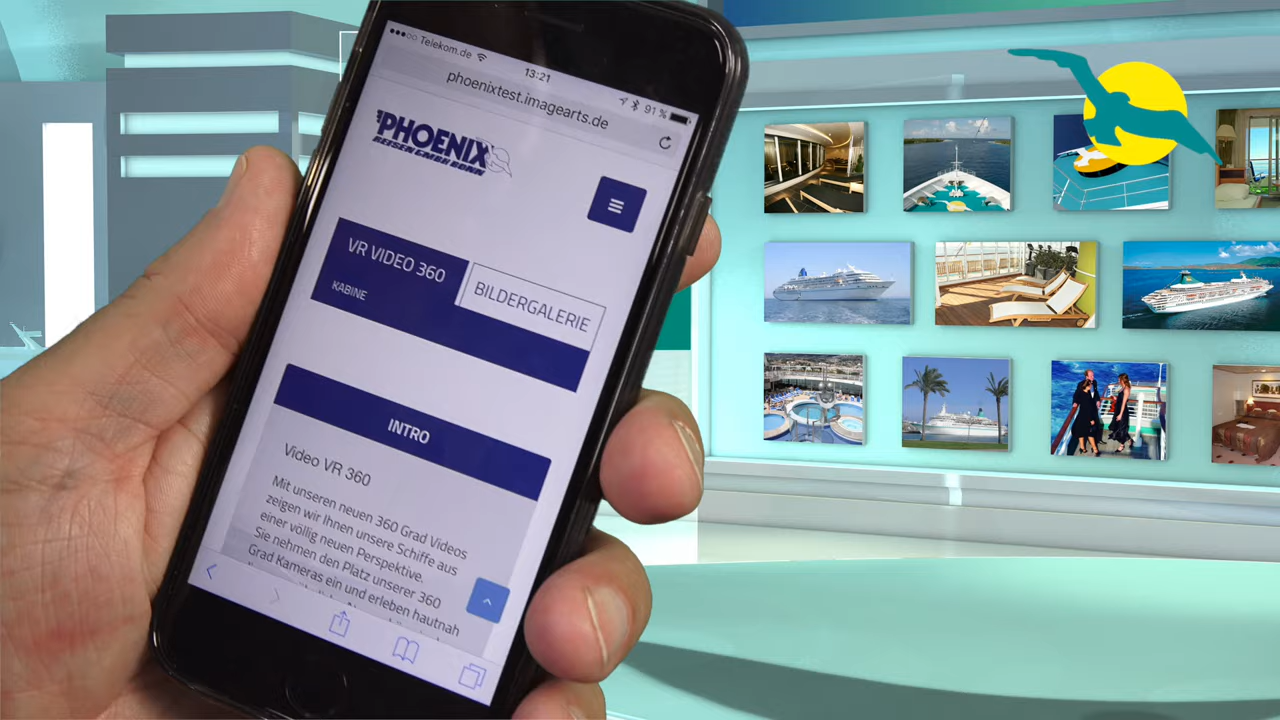 Telekom.de
13:21
91 %
phoenixtest.imagearts.de
PHOENIX
REISEN GMBH BONN
VR VIDEO 360
BILDERGALERIE
KABINE
INTRO
Video VR 360
Mit unseren neuen 360 Grad Videos
zeigen wir Ihnen unsere Schiffe aus
einer völlig neuen Perspektive.
Sie nehmen den Platz unserer 360
Grad Kameras ein und erleben hautnah